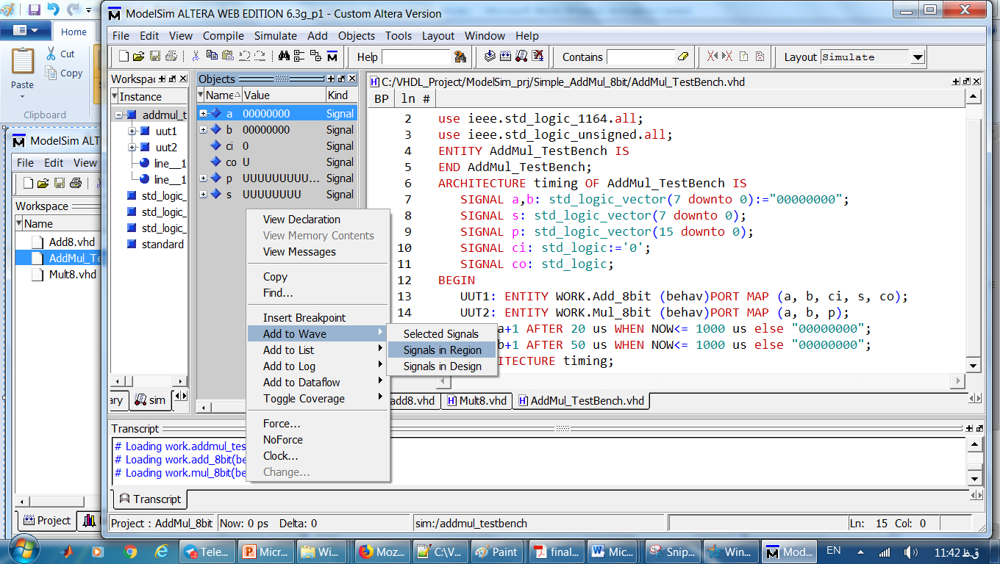 Home
Cut
Copy
Paste
Clipboard
ModelSim ALT
File Edit View
Workspace
Name
Add8.vhd
AddMul_Te
Mult8.vhd
Project
ModelSim ALTERA WEB EDITION 6.3g_p1 - Custom Altera Version
File Edit View Compile Simulate Add Objects Tools Layout Window Help
Help Contains Layout Simulate
Workspac
Instance
addmul_t
uut1
uut2
line__1
line__1
std_logic_
std_logic_
std_logic_
standard
ary sim
Objects
Name Value Kind
a 00000000 Signal
b 00000000 Signal
ci 0 Signal
co U Signal
p UUUUUUUUU... Signal
s UUUUUUUU Signal
View Declaration
View Memory Contents
View Messages
Copy
Find...
Insert Breakpoint
Add to Wave
Add to List
Add to Log
Add to Dataflow
Toggle Coverage
Force...
NoForce
Clock...
Change...
Selected Signals
Signals in Region
Signals in Design
C:/VHDL_Project/ModelSim_prj/Simple_AddMul_8bit/AddMul_TestBench.vhd
BP ln #
2 use ieee.std_logic_1164.all;
3 use ieee.std_logic_unsigned.all;
4 ENTITY AddMul_TestBench IS
5 END AddMul_TestBench;
6 ARCHITECTURE timing OF AddMul_TestBench IS
7 SIGNAL a,b: std_logic_vector(7 downto 0):="00000000";
8 SIGNAL s: std_logic_vector(7 downto 0);
9 SIGNAL p: std_logic_vector(15 downto 0);
10 SIGNAL ci: std_logic:='0';
11 SIGNAL co: std_logic;
12 BEGIN
13 UUT1: ENTITY WORK.Add_8bit (behav)PORT MAP (a, b, ci, s, co);
14 UUT2: ENTITY WORK.Mul_8bit (behav)PORT MAP (a, b, p);
a+1 AFTER 20 us WHEN NOW<= 1000 us else "00000000";
b+1 AFTER 50 us WHEN NOW<= 1000 us else "00000000";
ITECTURE timing;
add8.vhd Mult8.vhd AddMul_TestBench.vhd
Transcript
# Loading work.addmul_tes
# Loading work.add_8bit(be
# Loading work.mul_8bit(be
Transcript
Project : AddMul_8bit Now: 0 ps Delta: 0 sim:/addmul_testbench Ln: 15 Col: 0
Tele... Micr... Wi... Moz... C:\V... Paint final... Mic... Snip... Win... Mod... EN 11:42 ق.ظ